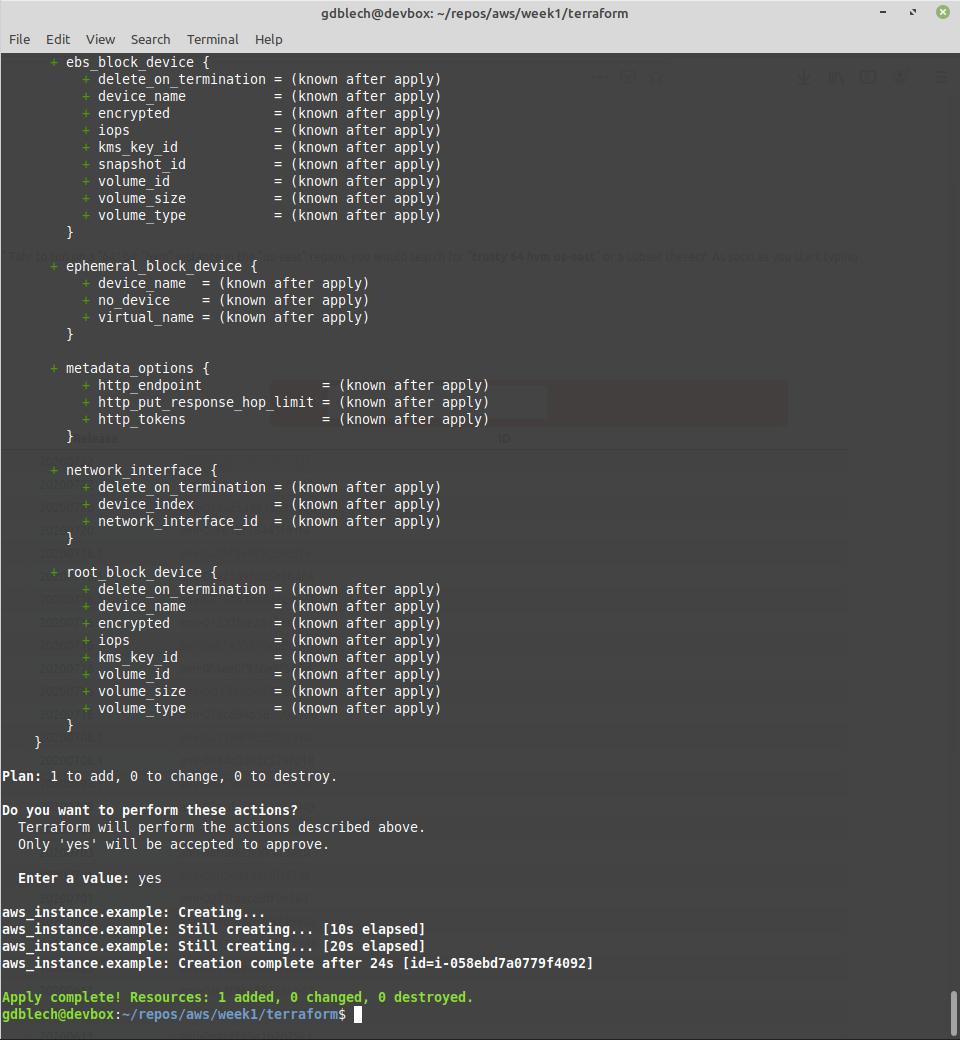 gdblech@devbox: ~/repos/aws/week1/terraform
File Edit View Search Terminal Help
+ ebs_block_device {
+ delete_on_termination = (known after apply)
+ device_name = (known after apply)
+ encrypted = (known after apply)
+ iops = (known after apply)
+ kms_key_id = (known after apply)
+ snapshot_id = (known after apply)
+ volume_id = (known after apply)
+ volume_size = (known after apply)
+ volume_type = (known after apply)
}
+ ephemeral_block_device {
+ device_name = (known after apply)
+ no_device = (known after apply)
+ virtual_name = (known after apply)
}
+ metadata_options {
+ http_endpoint = (known after apply)
+ http_put_response_hop_limit = (known after apply)
+ http_tokens = (known after apply)
}
+ network_interface {
+ delete_on_termination = (known after apply)
+ device_index = (known after apply)
+ network_interface_id = (known after apply)
}
+ root_block_device {
+ delete_on_termination = (known after apply)
+ device_name = (known after apply)
+ encrypted = (known after apply)
+ iops = (known after apply)
+ kms_key_id = (known after apply)
+ volume_id = (known after apply)
+ volume_size = (known after apply)
+ volume_type = (known after apply)
}
}
Plan: 1 to add, 0 to change, 0 to destroy.
Do you want to perform these actions?
Terraform will perform the actions described above.
Only 'yes' will be accepted to approve.
Enter a value: yes
aws_instance.example: Creating...
aws_instance.example: Still creating... [10s elapsed]
aws_instance.example: Still creating... [20s elapsed]
aws_instance.example: Creation complete after 24s [id=i-058ebd7a0779f4092]
Apply complete! Resources: 1 added, 0 changed, 0 destroyed.
gdblech@devbox:~/repos/aws/week1/terraform$